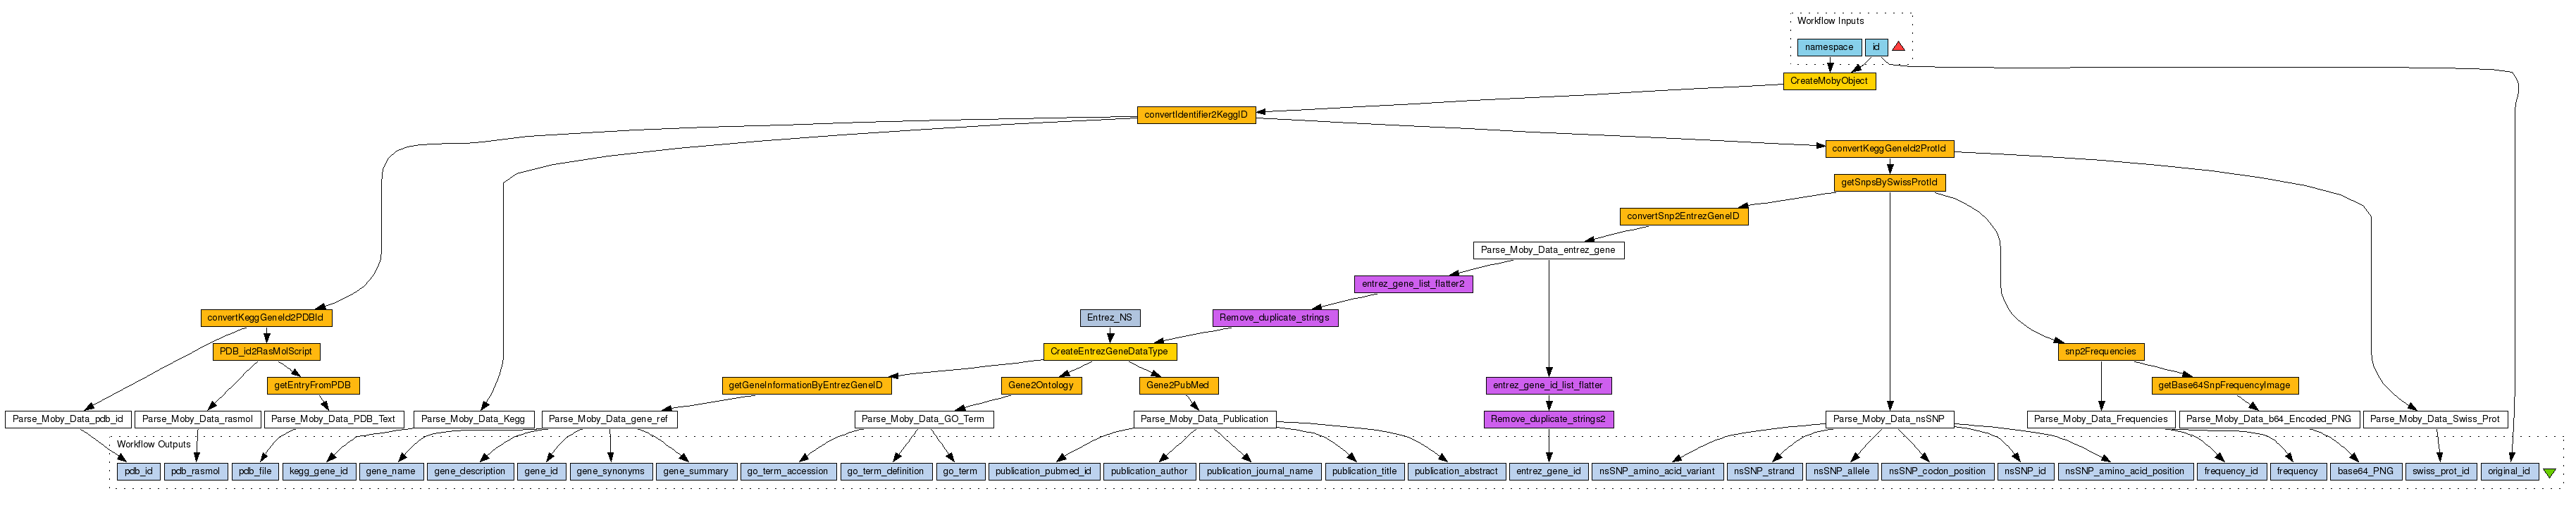 Workflow Inputs
namespace
id
CreateMobyObject
convertIdentifier2KeggID
convertKeggGeneId2ProtId
getSnpsBySwissProtId
convertSnp2EntrezGeneID
Parse_Moby_Data_entrez_gene
entrez_gene_list_flatter2
convertKeggGeneId2PDBId
Entrez_NS
Remove_duplicate_strings
PDB_id2RasMolScript
CreateEntrezGeneDataType
snp2Frequencies
getEntryFromPDB
getGeneInformationByEntrezGeneID
Gene2Ontology
Gene2PubMed
entrez_gene_id_list_flatter
getBase64SnpFrequencyImage
Parse_Moby_Data_pdb_id
Parse_Moby_Data_rasmol
Parse_Moby_Data_PDB_Text
Parse_Moby_Data_Kegg
Parse_Moby_Data_gene_ref
Parse_Moby_Data_GO_Term
Parse_Moby_Data_Publication
Remove_duplicate_strings2
Parse_Moby_Data_nsSNP
Parse_Moby_Data_Frequencies
Parse_Moby_Data_b64_Encoded_PNG
Parse_Moby_Data_Swiss_Prot
Workflow Outputs
pdb_id
pdb_rasmol
pdb_file
kegg_gene_id
gene_name
gene_description
gene_id
gene_synonyms
gene_summary
go_term_accession
go_term_definition
go_term
publication_pubmed_id
publication_author
publication_journal_name
publication_title
publication_abstract
entrez_gene_id
nsSNP_amino_acid_variant
nsSNP_strand
nsSNP_allele
nsSNP_codon_position
nsSNP_id
nsSNP_amino_acid_position
frequency_id
frequency
base64_PNG
swiss_prot_id
original_id